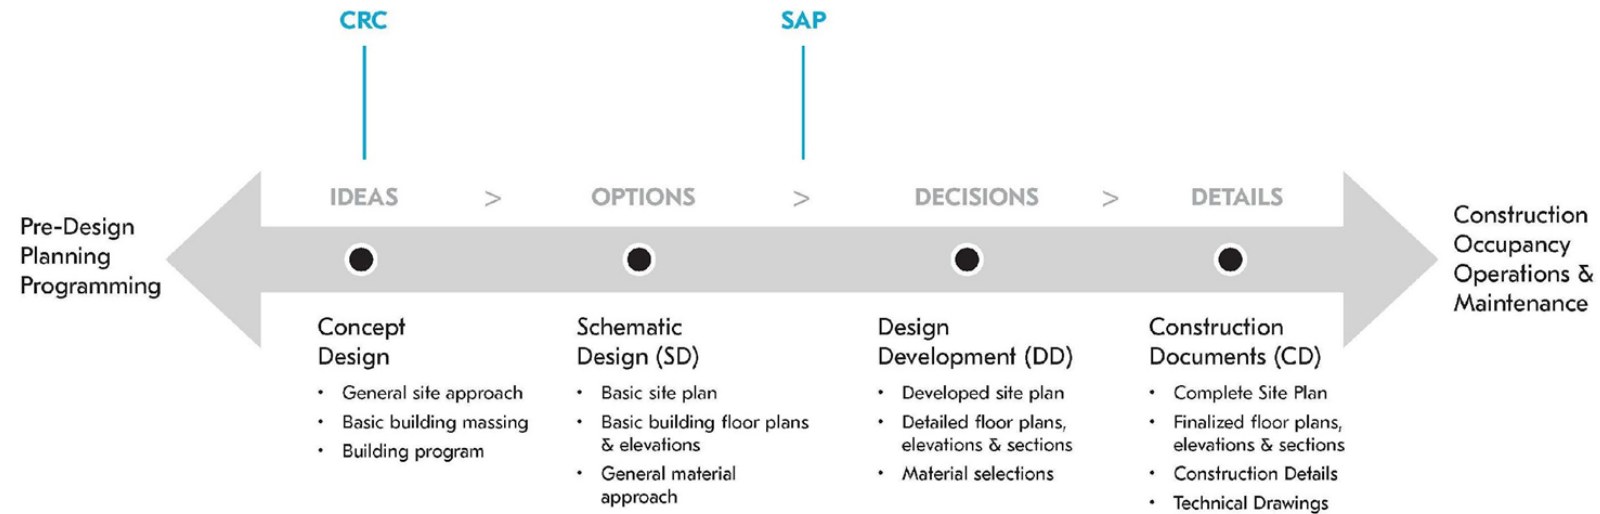 CRC
SAP
IDEAS > OPTIONS > DECISIONS > DETAILS
Pre-Design
Planning
Programming
Construction
Occupancy
Operations &
Maintenance
Concept
Design
• General site approach
• Basic building massing
• Building program
Schematic
Design (SD)
• Basic site plan
• Basic building floor plans
& elevations
• General material
approach
Design
Development (DD)
• Developed site plan
• Detailed floor plans,
elevations & sections
• Material selections
Construction
Documents (CD)
• Complete Site Plan
• Finalized floor plans,
elevations & sections
• Construction Details
• Technical Drawings